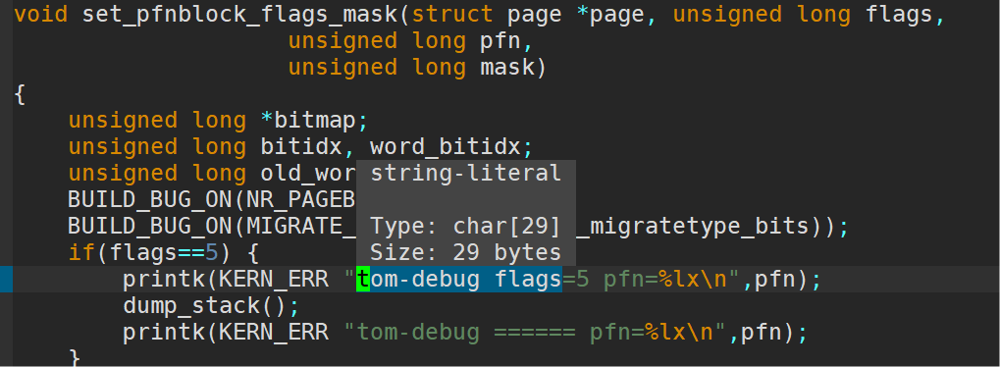 void set_pfnblock_flags_mask(struct page *page, unsigned long flags,
unsigned long pfn,
unsigned long mask)
{
unsigned long *bitmap;
unsigned long bitidx, word_bitidx;
unsigned long old_wor
string-literal
BUILD_BUG_ON(NR_PAGEB
BUILD_BUG_ON(MIGRATE_ Type: char[29] _migratetype_bits));
if(flags==5) { Size: 29 bytes
printk(KERN_ERR "tom-debug flags=5 pfn=%lx\n",pfn);
dump_stack();
printk(KERN_ERR "tom-debug ====== pfn=%lx\n",pfn);
}